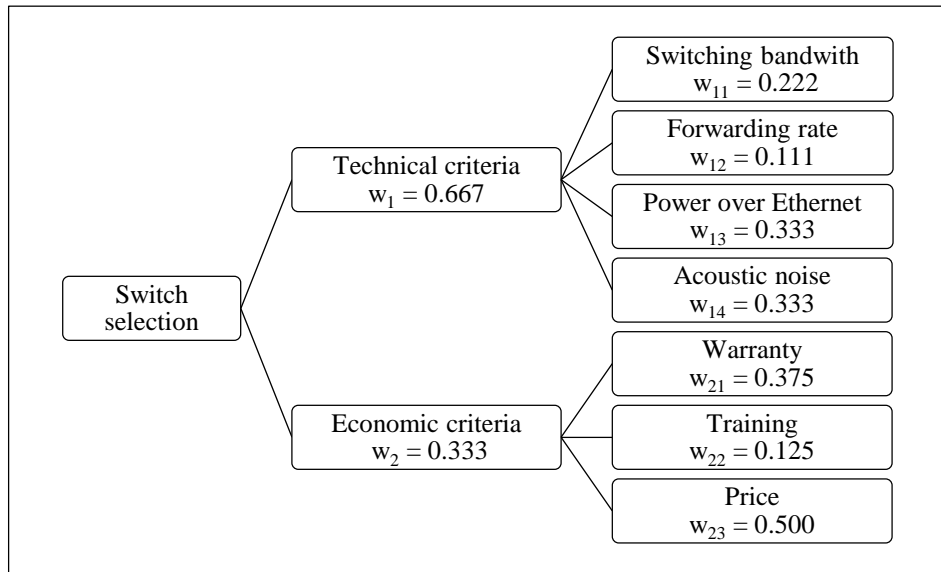 Switch
selection
Technical criteria
w₁ = 0.667
Switching bandwith
w₁₁ = 0.222
Forwarding rate
w₁₂ = 0.111
Power over Ethernet
w₁₃ = 0.333
Acoustic noise
w₁₄ = 0.333
Economic criteria
w₂ = 0.333
Warranty
w₂₁ = 0.375
Training
w₂₂ = 0.125
Price
w₂₃ = 0.500